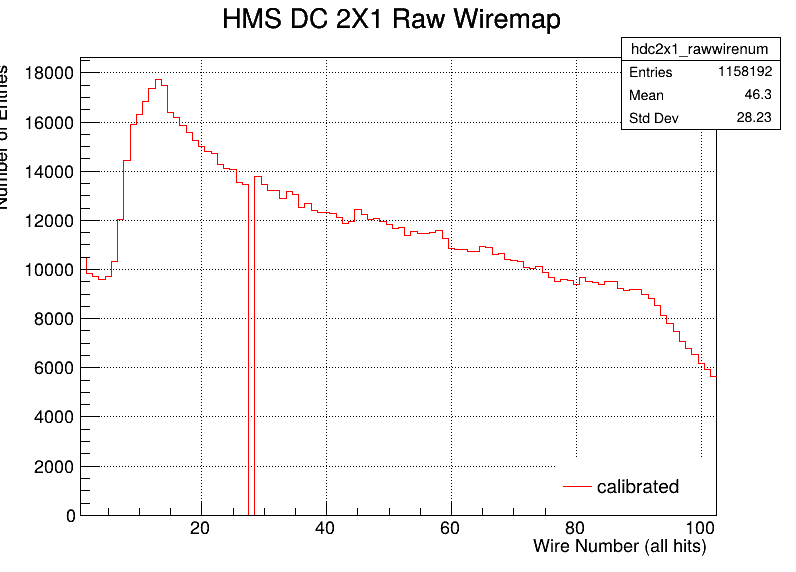 HMS DC 2X1 Raw Wiremap
hdc2x1_rawwirenum
Entries 1158192
Mean 46.3
Std Dev 28.23
Number of Entries
18000
16000
14000
12000
10000
8000
6000
4000
2000
0
calibrated
20 40 60 80 100
Wire Number (all hits)